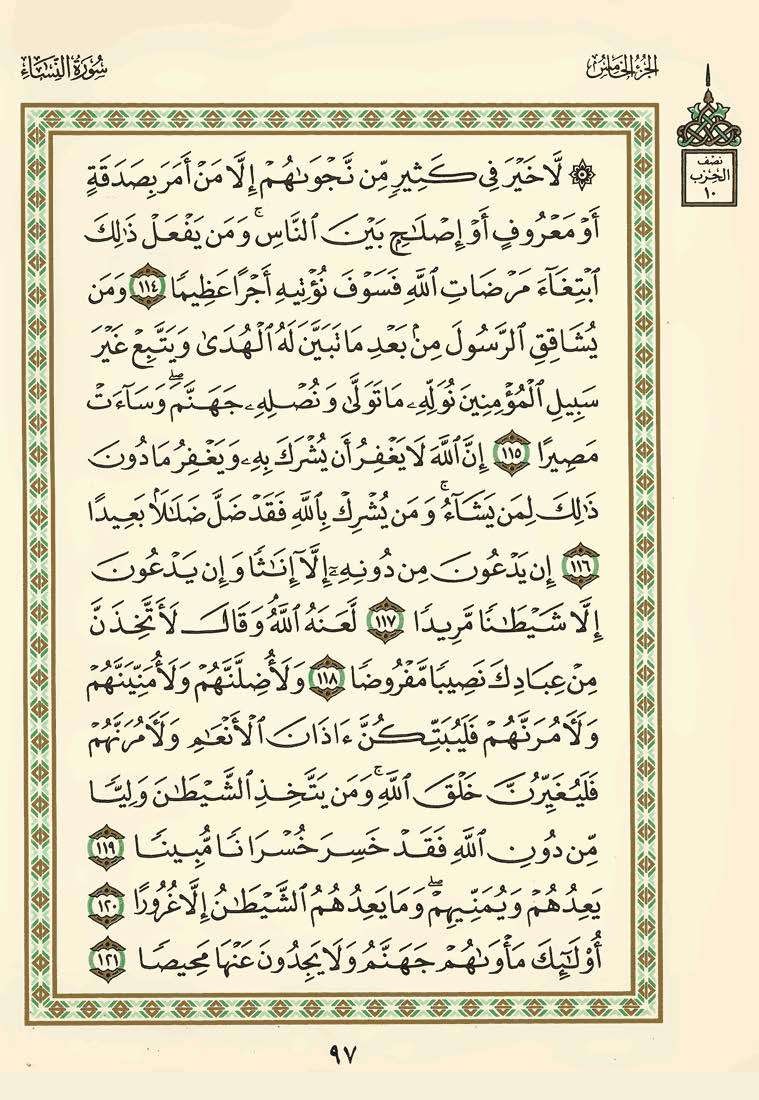 الجزء الخامس
سورة النساء
نصف
الحزب
١٠
۞ لَّا خَيْرَ فِى كَثِيرٍ مِّن نَّجْوَىٰهُمْ إِلَّا مَنْ أَمَرَ بِصَدَقَةٍ
أَوْ مَعْرُوفٍ أَوْ إِصْلَـٰحٍۭ بَيْنَ ٱلنَّاسِ ۚ وَمَن يَفْعَلْ ذَٰلِكَ
ٱبْتِغَآءَ مَرْضَاتِ ٱللَّهِ فَسَوْفَ نُؤْتِيهِ أَجْرًا عَظِيمًا ١١٤ وَمَن
يُشَاقِقِ ٱلرَّسُولَ مِنۢ بَعْدِ مَا تَبَيَّنَ لَهُ ٱلْهُدَىٰ وَيَتَّبِعْ غَيْرَ
سَبِيلِ ٱلْمُؤْمِنِينَ نُوَلِّهِۦ مَا تَوَلَّىٰ وَنُصْلِهِۦ جَهَنَّمَ ۖ وَسَآءَتْ
مَصِيرًا ١١٥ إِنَّ ٱللَّهَ لَا يَغْفِرُ أَن يُشْرَكَ بِهِۦ وَيَغْفِرُ مَا دُونَ
ذَٰلِكَ لِمَن يَشَآءُ ۚ وَمَن يُشْرِكْ بِٱللَّهِ فَقَدْ ضَلَّ ضَلَـٰلًۢا بَعِيدًا
١١٦ إِن يَدْعُونَ مِن دُونِهِۦٓ إِلَّآ إِنَـٰثًا وَإِن يَدْعُونَ
إِلَّا شَيْطَـٰنًا مَّرِيدًا ١١٧ لَّعَنَهُ ٱللَّهُ ۘ وَقَالَ لَأَتَّخِذَنَّ
مِنْ عِبَادِكَ نَصِيبًا مَّفْرُوضًا ١١٨ وَلَأُضِلَّنَّهُمْ وَلَأُمَنِّيَنَّهُمْ
وَلَـَٔامُرَنَّهُمْ فَلَيُبَتِّكُنَّ ءَاذَانَ ٱلْأَنْعَـٰمِ وَلَـَٔامُرَنَّهُمْ
فَلَيُغَيِّرُنَّ خَلْقَ ٱللَّهِ ۚ وَمَن يَتَّخِذِ ٱلشَّيْطَـٰنَ وَلِيًّا
مِّن دُونِ ٱللَّهِ فَقَدْ خَسِرَ خُسْرَانًا مُّبِينًا ١١٩
يَعِدُهُمْ وَيُمَنِّيهِمْ ۖ وَمَا يَعِدُهُمُ ٱلشَّيْطَـٰنُ إِلَّا غُرُورًا ١٢٠
أُو۟لَـٰٓئِكَ مَأْوَىٰهُمْ جَهَنَّمُ وَلَا يَجِدُونَ عَنْهَا مَحِيصًا ١٢١
٩٧